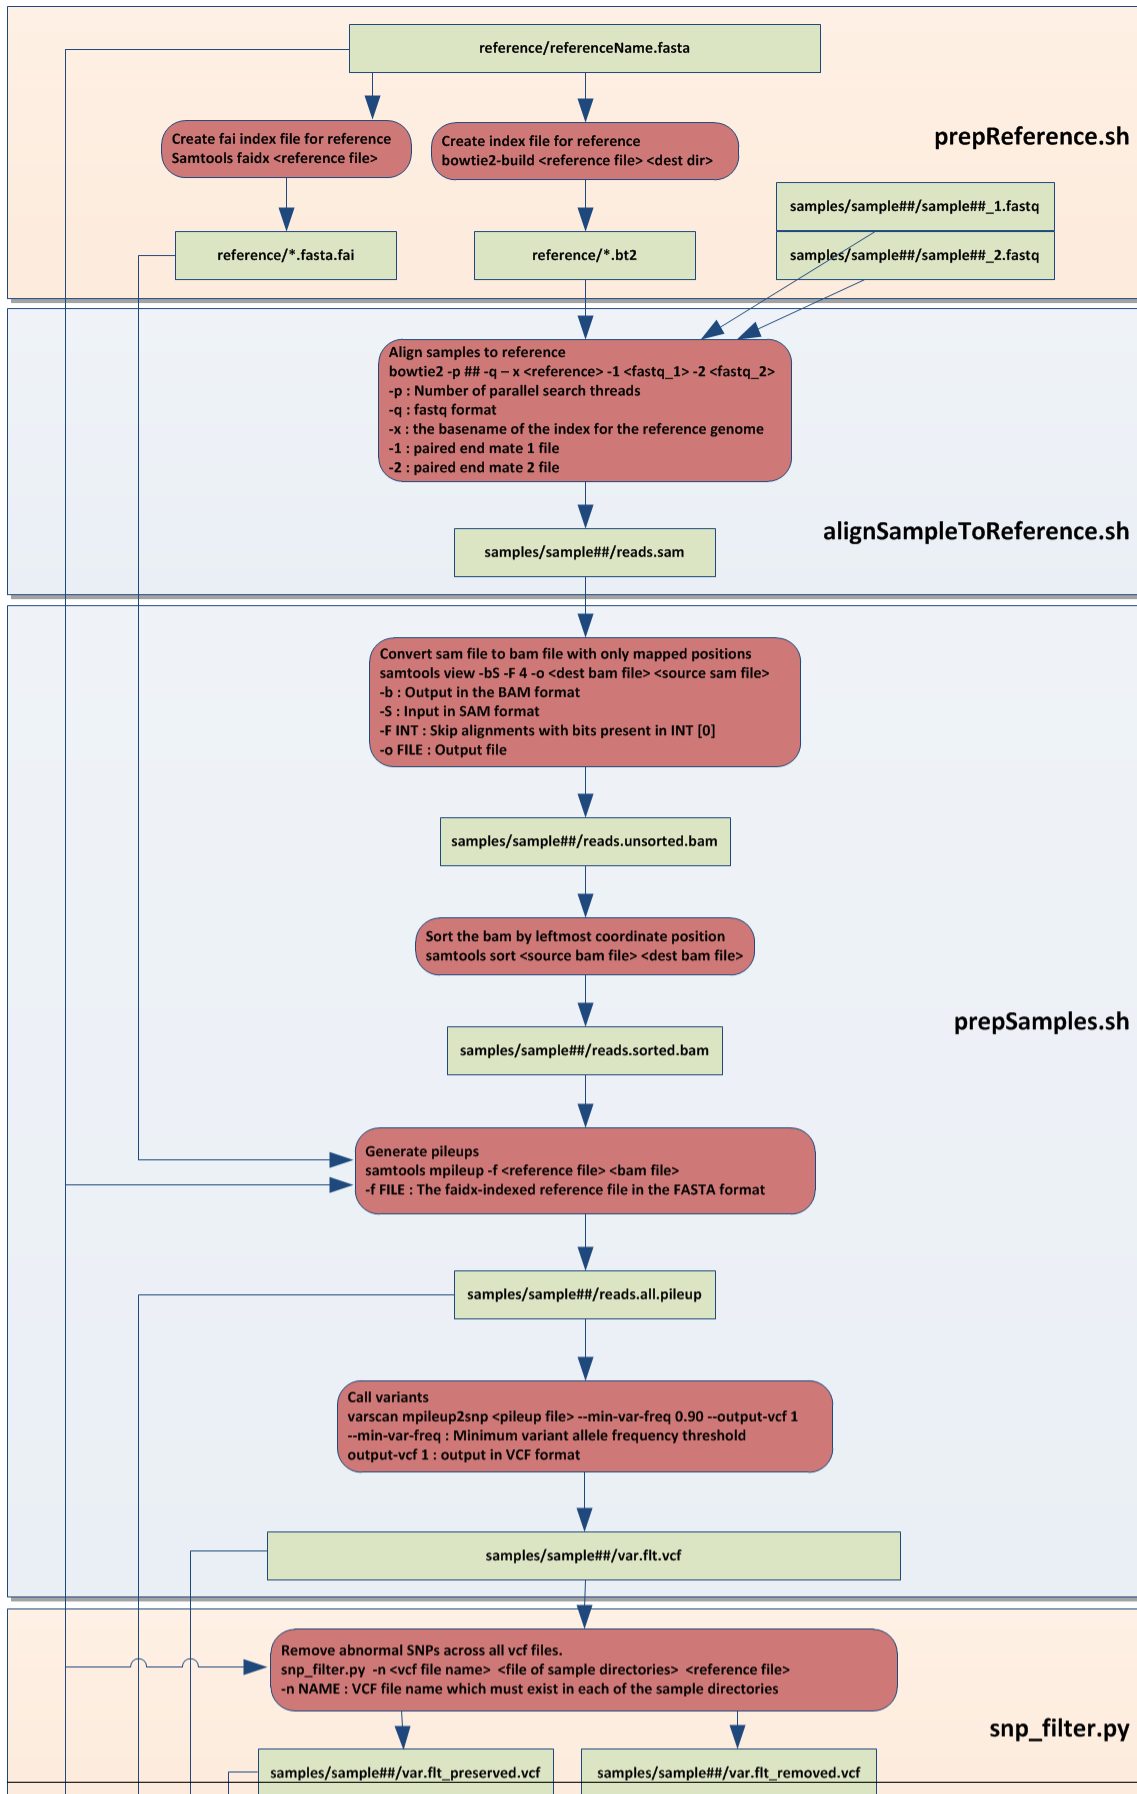 reference/referenceName.fasta
Create fai index file for reference
Samtools faidx <reference file>
Create index file for reference
bowtie2-build <reference file> <dest dir>
prepReference.sh
samples/sample##/sample##_1.fastq
reference/*.fasta.fai
reference/*.bt2
samples/sample##/sample##_2.fastq
Align samples to reference
bowtie2 -p ## -q – x <reference> -1 <fastq_1> -2 <fastq_2>
-p : Number of parallel search threads
-q : fastq format
-x : the basename of the index for the reference genome
-1 : paired end mate 1 file
-2 : paired end mate 2 file
alignSampleToReference.sh
samples/sample##/reads.sam
Convert sam file to bam file with only mapped positions
samtools view -bS -F 4 -o <dest bam file> <source sam file>
-b : Output in the BAM format
-S : Input in SAM format
-F INT : Skip alignments with bits present in INT [0]
-o FILE : Output file
samples/sample##/reads.unsorted.bam
Sort the bam by leftmost coordinate position
samtools sort <source bam file> <dest bam file>
prepSamples.sh
samples/sample##/reads.sorted.bam
Generate pileups
samtools mpileup -f <reference file> <bam file>
-f FILE : The faidx-indexed reference file in the FASTA format
samples/sample##/reads.all.pileup
Call variants
varscan mpileup2snp <pileup file> --min-var-freq 0.90 --output-vcf 1
--min-var-freq : Minimum variant allele frequency threshold
output-vcf 1 : output in VCF format
samples/sample##/var.flt.vcf
Remove abnormal SNPs across all vcf files.
snp_filter.py -n <vcf file name> <file of sample directories> <reference file>
-n NAME : VCF file name which must exist in each of the sample directories
snp_filter.py
samples/sample##/var.flt_preserved.vcf
samples/sample##/var.flt_removed.vcf